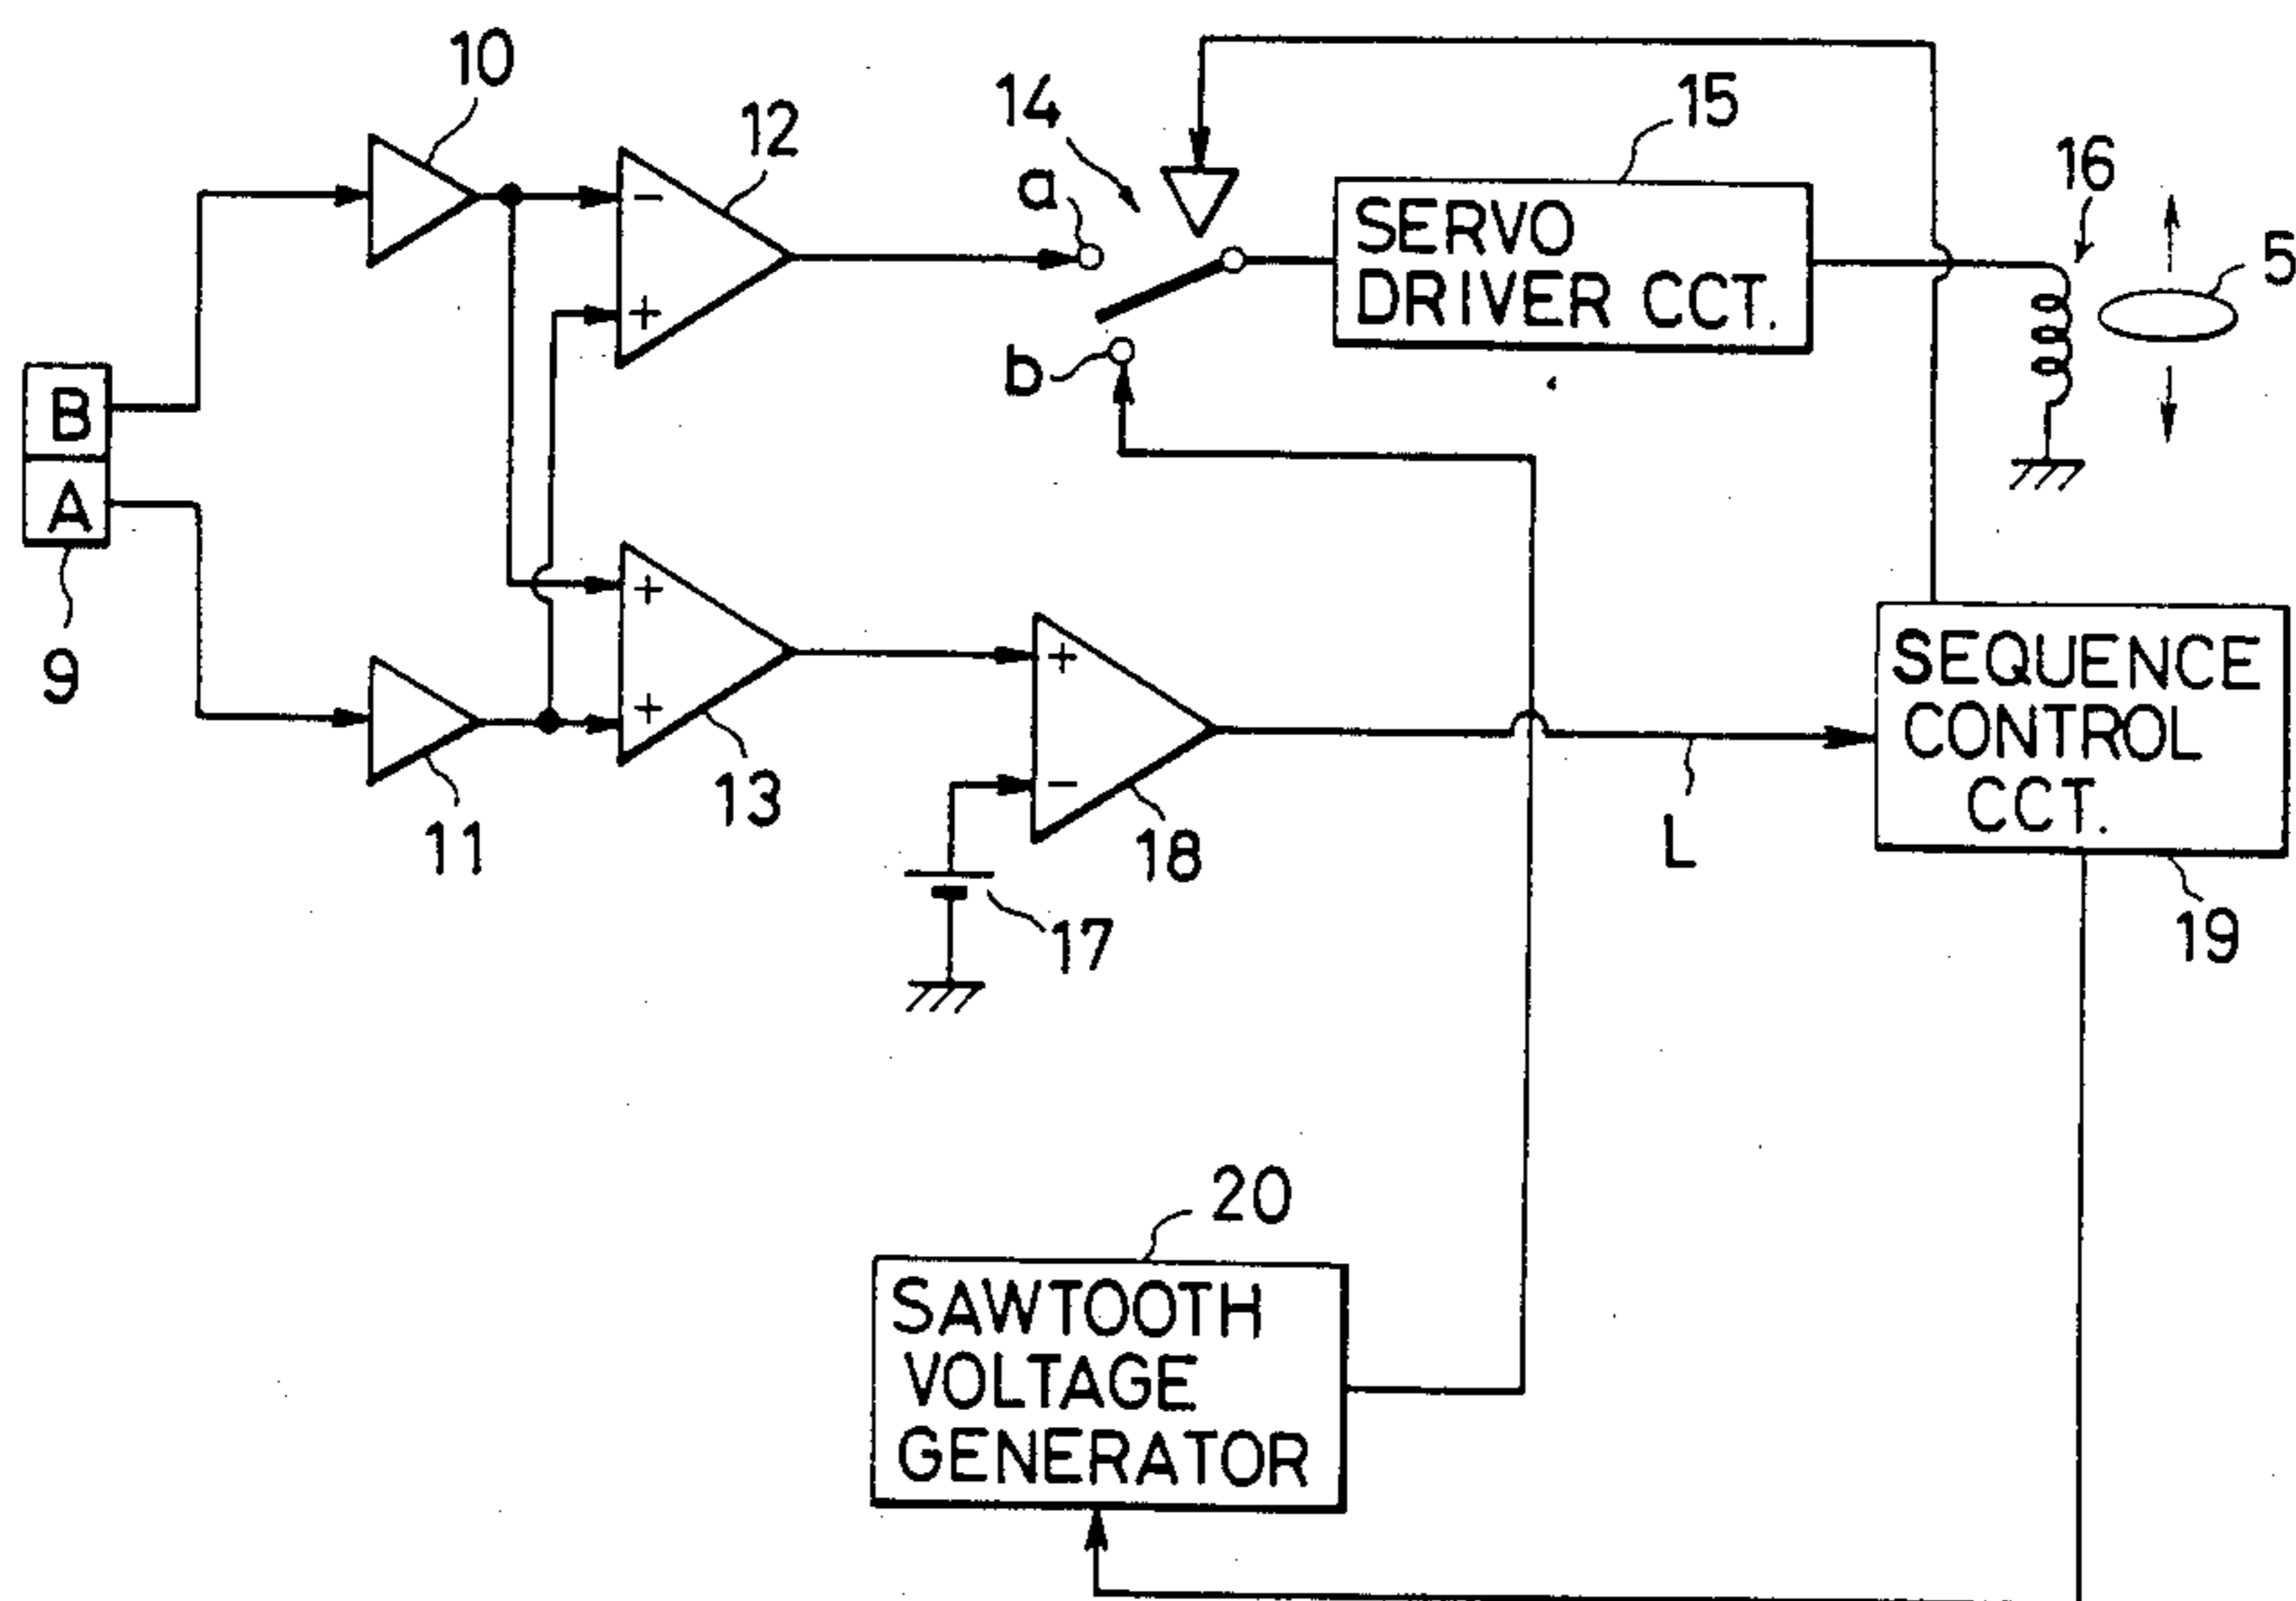 10
12
14
15
16
a
5
SERVO
DRIVER CCT.
-
+
b
B
A
9
+
+
11
13
+
-
18
17
L
SEQUENCE
CONTROL
CCT.
19
20
SAWTOOTH
VOLTAGE
GENERATOR